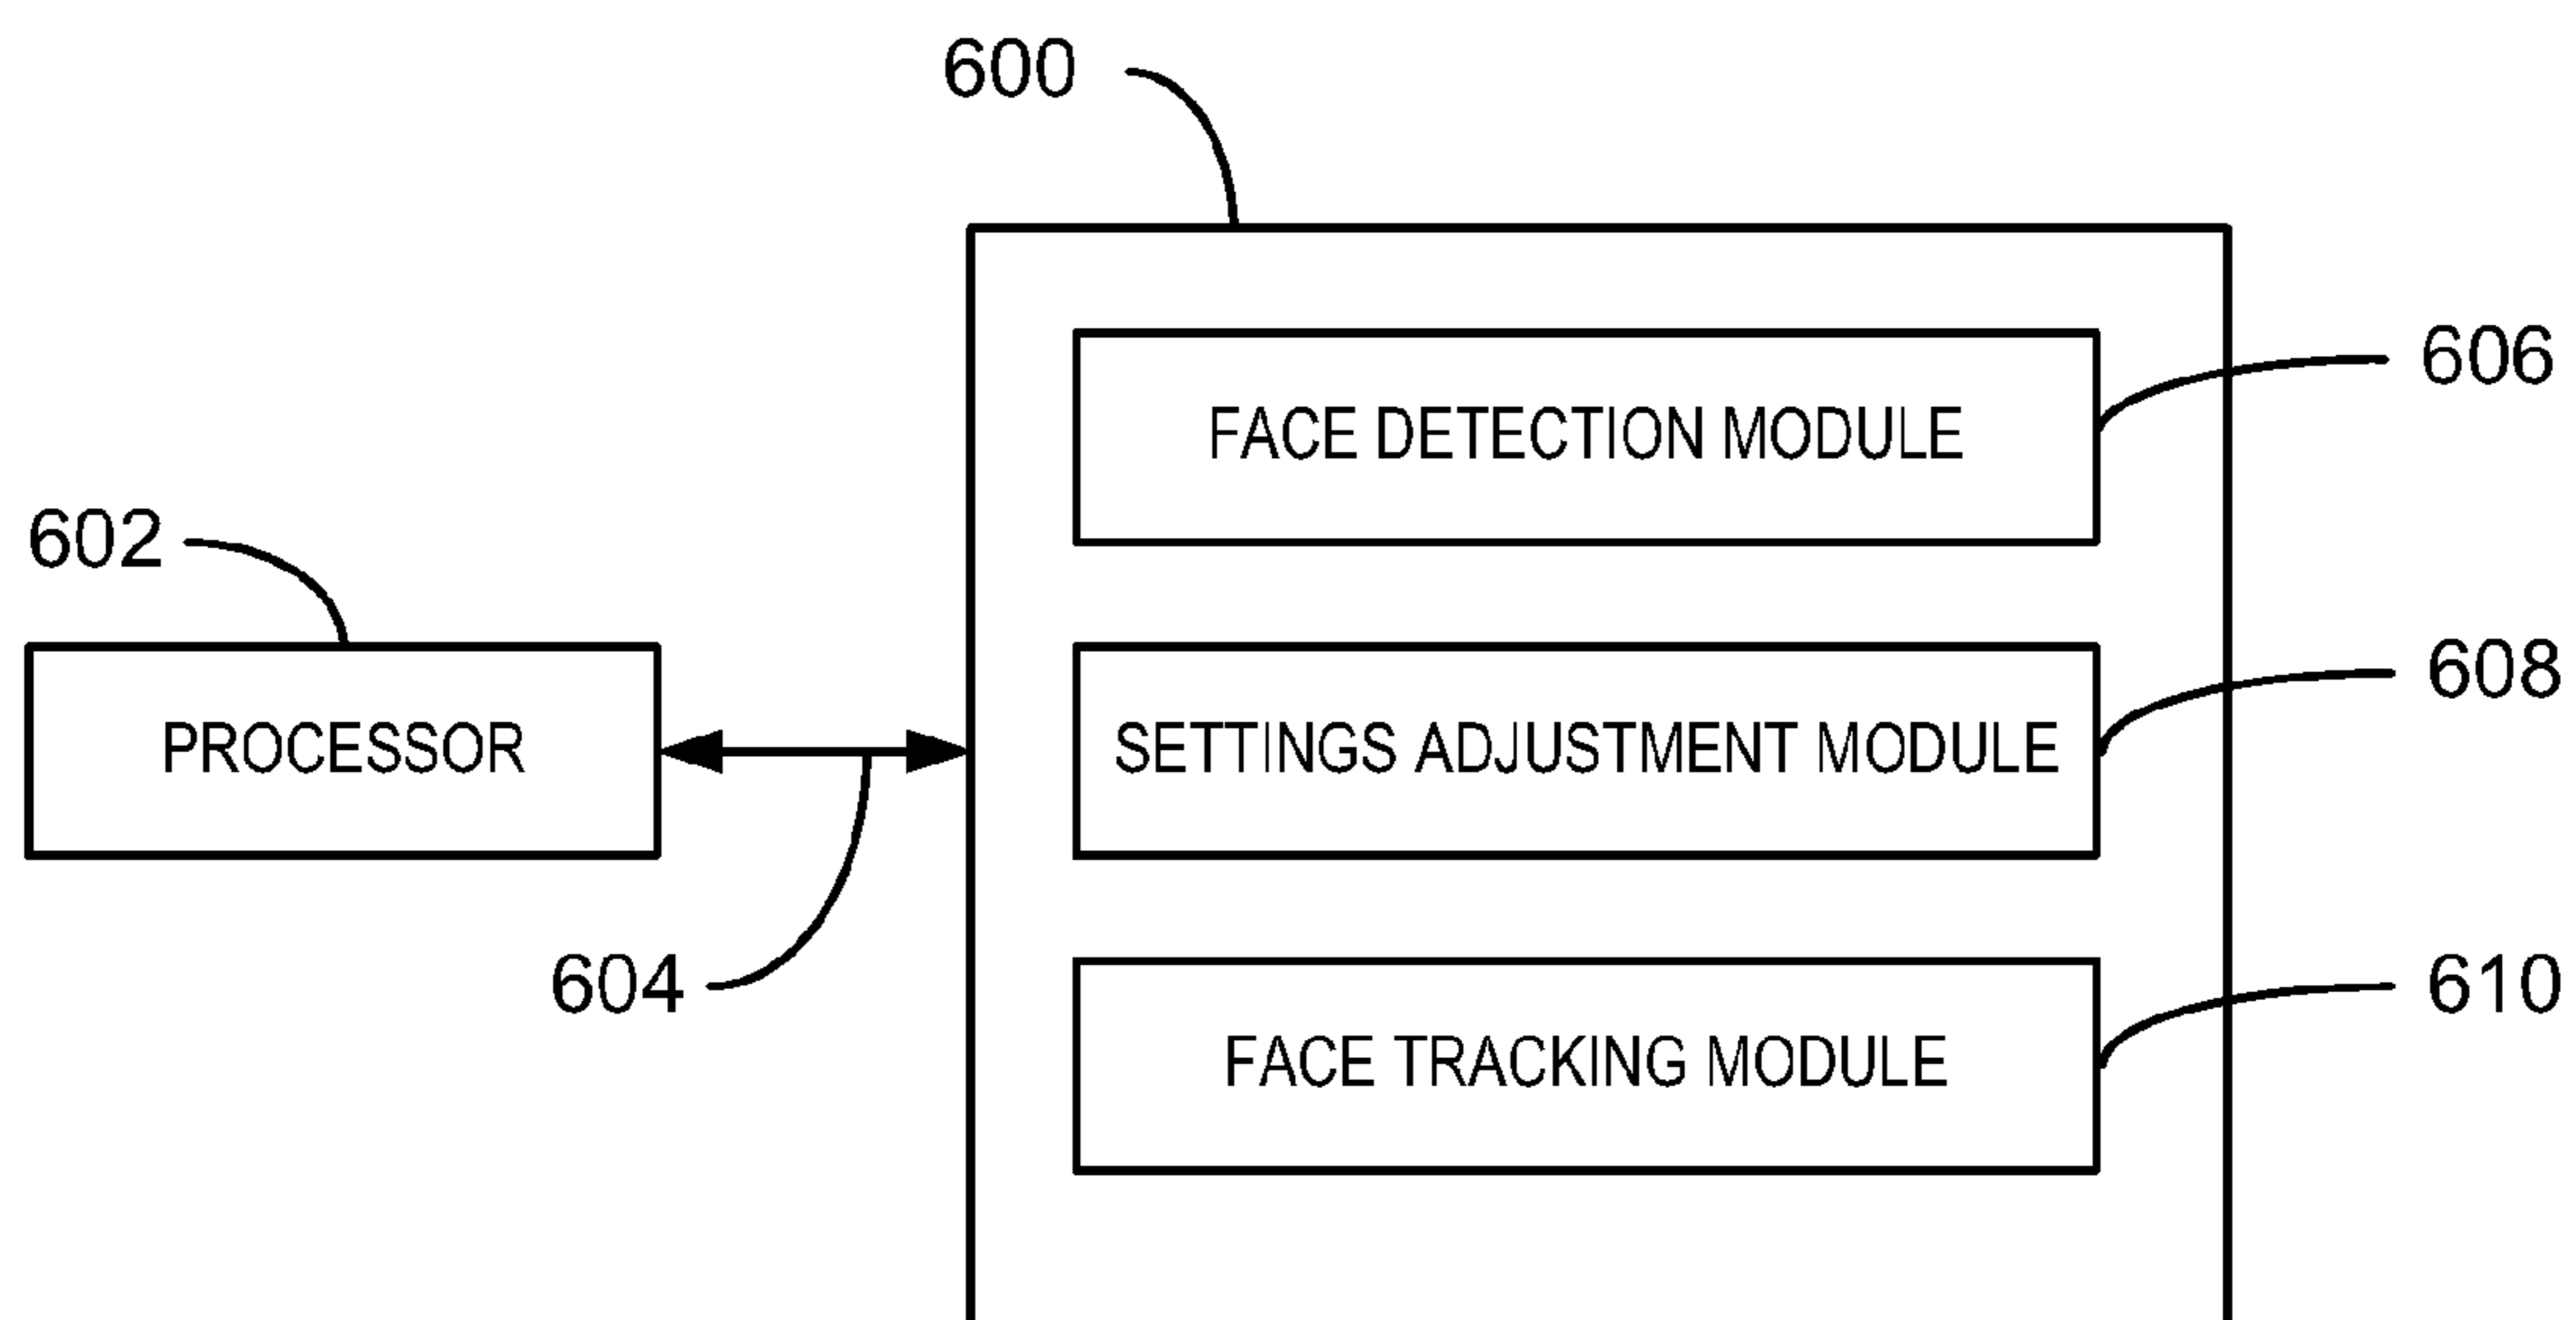 600
606
FACE DETECTION MODULE
602
608
PROCESSOR
SETTINGS ADJUSTMENT MODULE
604
610
FACE TRACKING MODULE